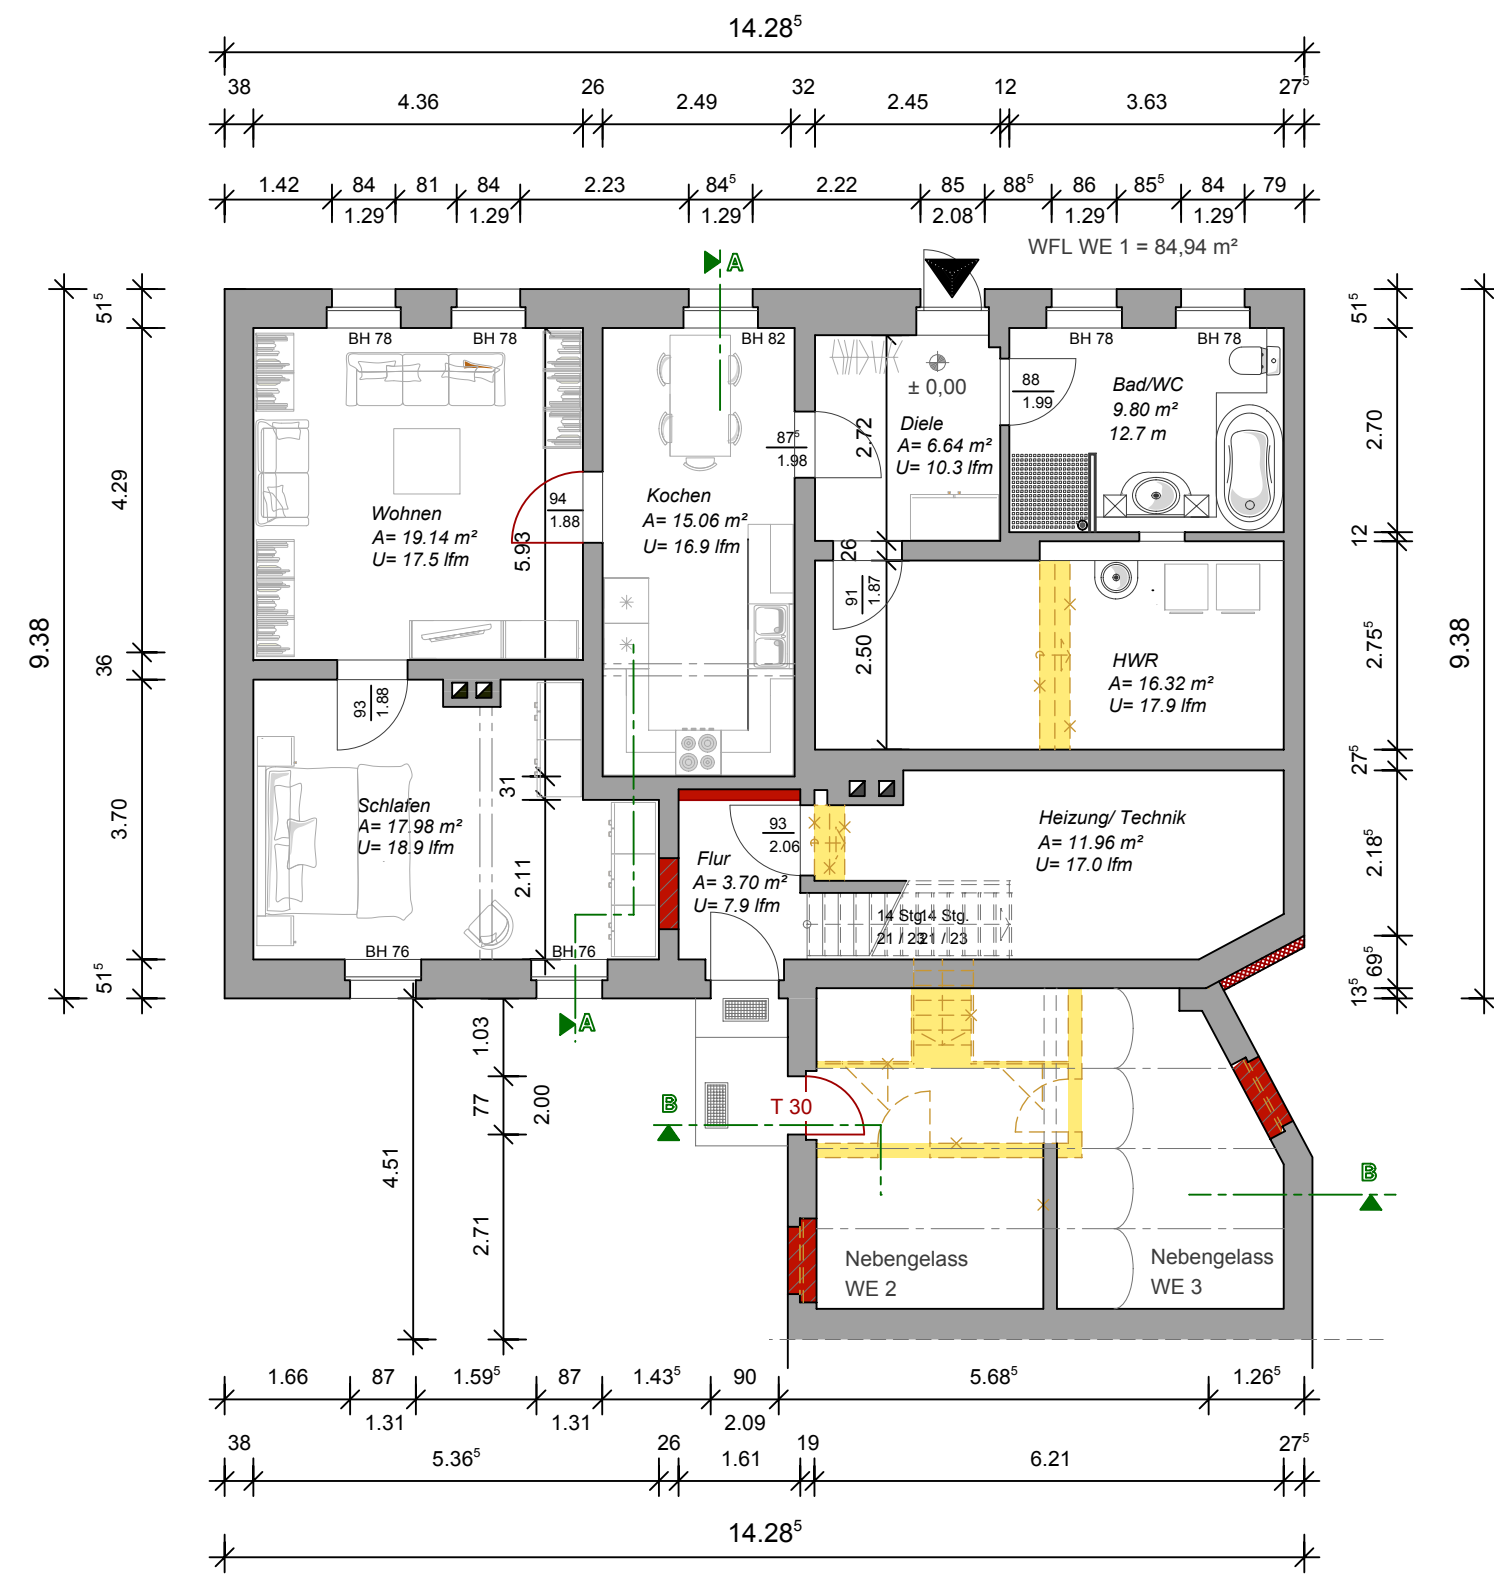 14.28⁵
38 4.36 26 2.49 32 2.45 12 3.63 27⁵
1.42 84 81 84 2.23 84⁵ 2.22 85 88⁵ 86 85⁵ 84 79
1.29 1.29 1.29 2.08 1.29 1.29
WFL WE 1 = 84,94 m²
A
51⁵
51⁵
BH 78
BH 78
BH 82
BH 78
BH 78
± 0,00
88
1.99
Bad/WC
9.80 m²
12.7 m
Diele
A= 6.64 m²
U= 10.3 lfm
2.72
87⁵
1.98
2.70
4.29
Kochen
A= 15.06 m²
U= 16.9 lfm
94
1.88
Wohnen
A= 19.14 m²
U= 17.5 lfm
5.93
26
12
91
1.87
2.50
9.38
36
2.75⁵
9.38
HWR
A= 16.32 m²
U= 17.9 lfm
93
1.88
27⁵
31
Schlafen
A= 17.98 m²
U= 18.9 lfm
3.70
2.11
93
2.06
Flur
A= 3.70 m²
U= 7.9 lfm
Heizung/ Technik
A= 11.96 m²
U= 17.0 lfm
2.18⁵
14 Stg.
14 Stg.
21 / 23
21 / 23
BH 76
BH 76
51⁵
69⁵
13⁵
A
1.03
77
2.00
4.51
2.71
B
T 30
B
Nebengelass
WE 2
Nebengelass
WE 3
1.66 87 1.59⁵ 87 1.43⁵ 90 5.68⁵ 1.26⁵
1.31 1.31 2.09
38 5.36⁵ 26 1.61 19 6.21 27⁵
14.28⁵